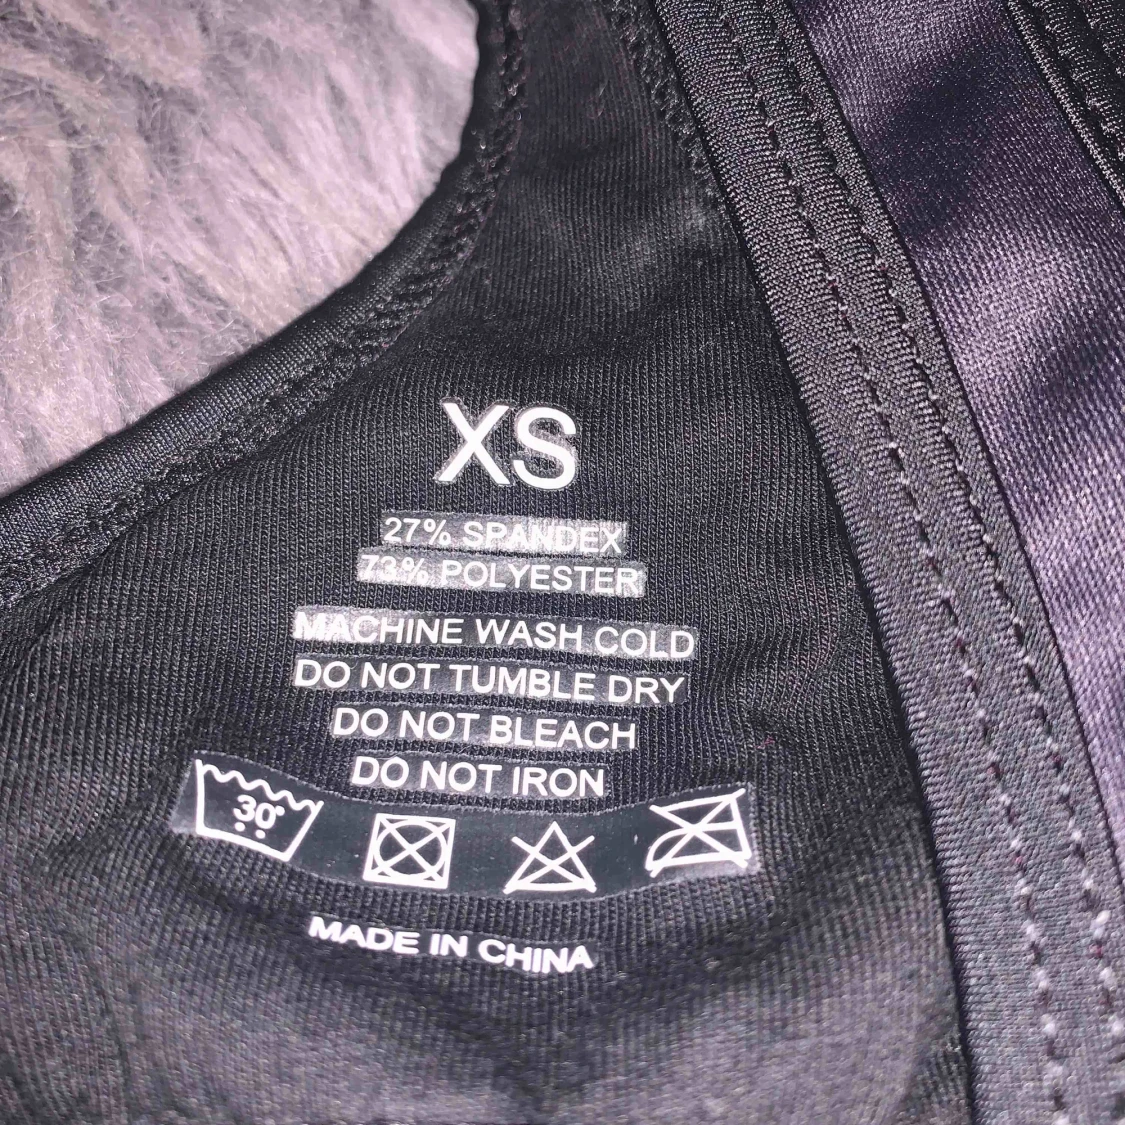 XS
27% SPANDEX
73% POLYESTER
MACHINE WASH COLD
DO NOT TUMBLE DRY
DO NOT BLEACH
DO NOT IRON
30°
MADE IN CHINA